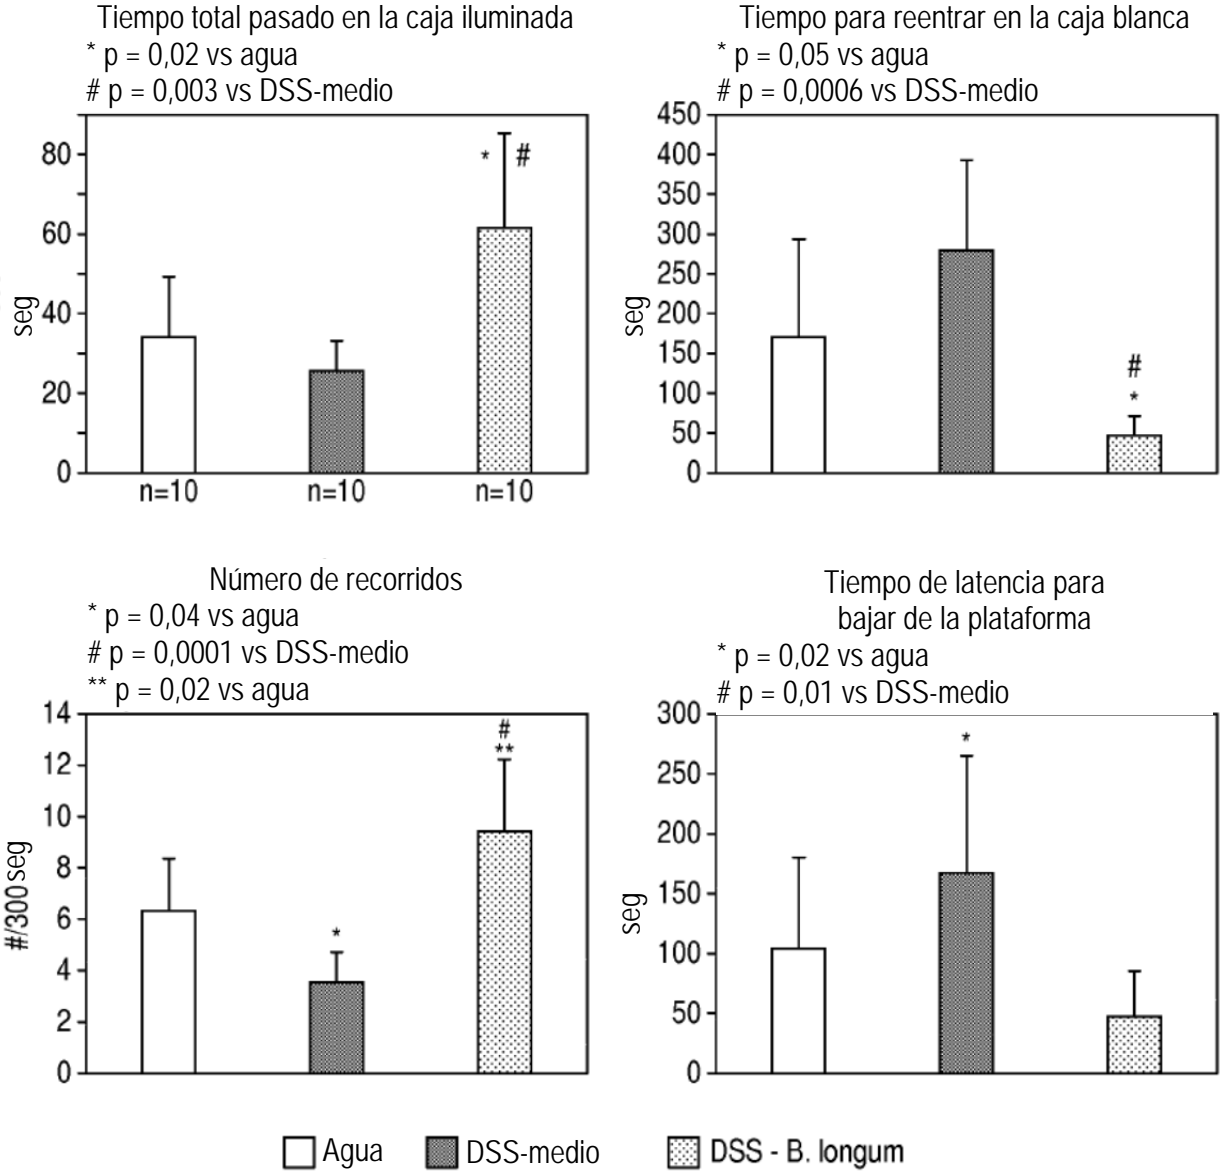 Tiempo total pasado en la caja iluminada
* p = 0,02 vs agua
# p = 0,003 vs DSS-medio
80
60
40
20
0
seg
* #
n=10 n=10 n=10
Tiempo para reentrar en la caja blanca
* p = 0,05 vs agua
# p = 0,0006 vs DSS-medio
450
400
350
300
250
200
150
100
50
0
seg
#
*
Número de recorridos
* p = 0,04 vs agua
# p = 0,0001 vs DSS-medio
** p = 0,02 vs agua
14
12
10
8
6
4
2
0
#/300 seg
*
#
**
Tiempo de latencia para
bajar de la plataforma
* p = 0,02 vs agua
# p = 0,01 vs DSS-medio
300
250
200
150
100
50
0
seg
*
Agua DSS-medio DSS - B. longum